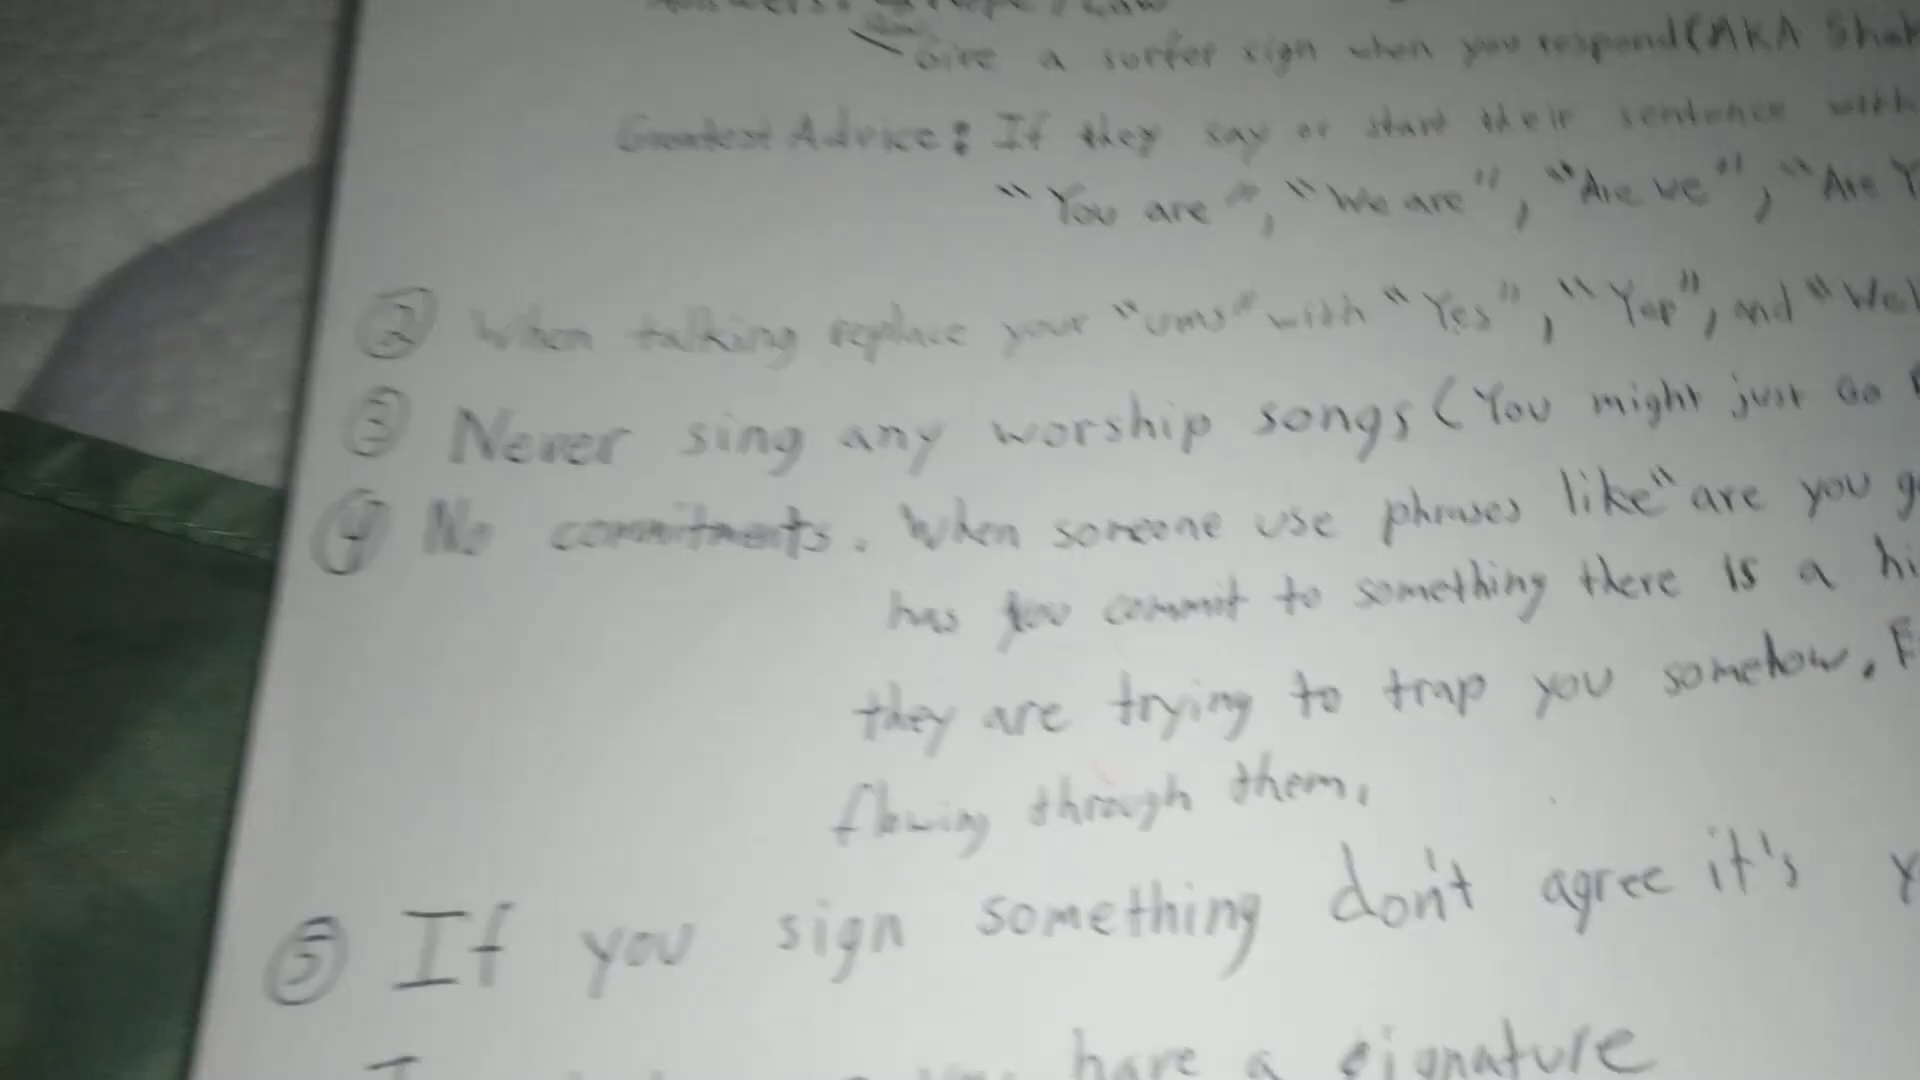 Give a surfer sign when you respond (AKA Shak
Greatest Advice: If they say or start their sentence with
"You are", "We are", "Are we", "Are Y
② When talking replace your "ums" with "Yes", "Yep", and "Wel
③ Never sing any worship songs (You might just go
④ No commitments. When someone use phrases like "are you g
has you commit to something there is a hi
they are trying to trap you somehow. E
flowing through them.
⑤ If you sign something don't agree it's y
have a signature